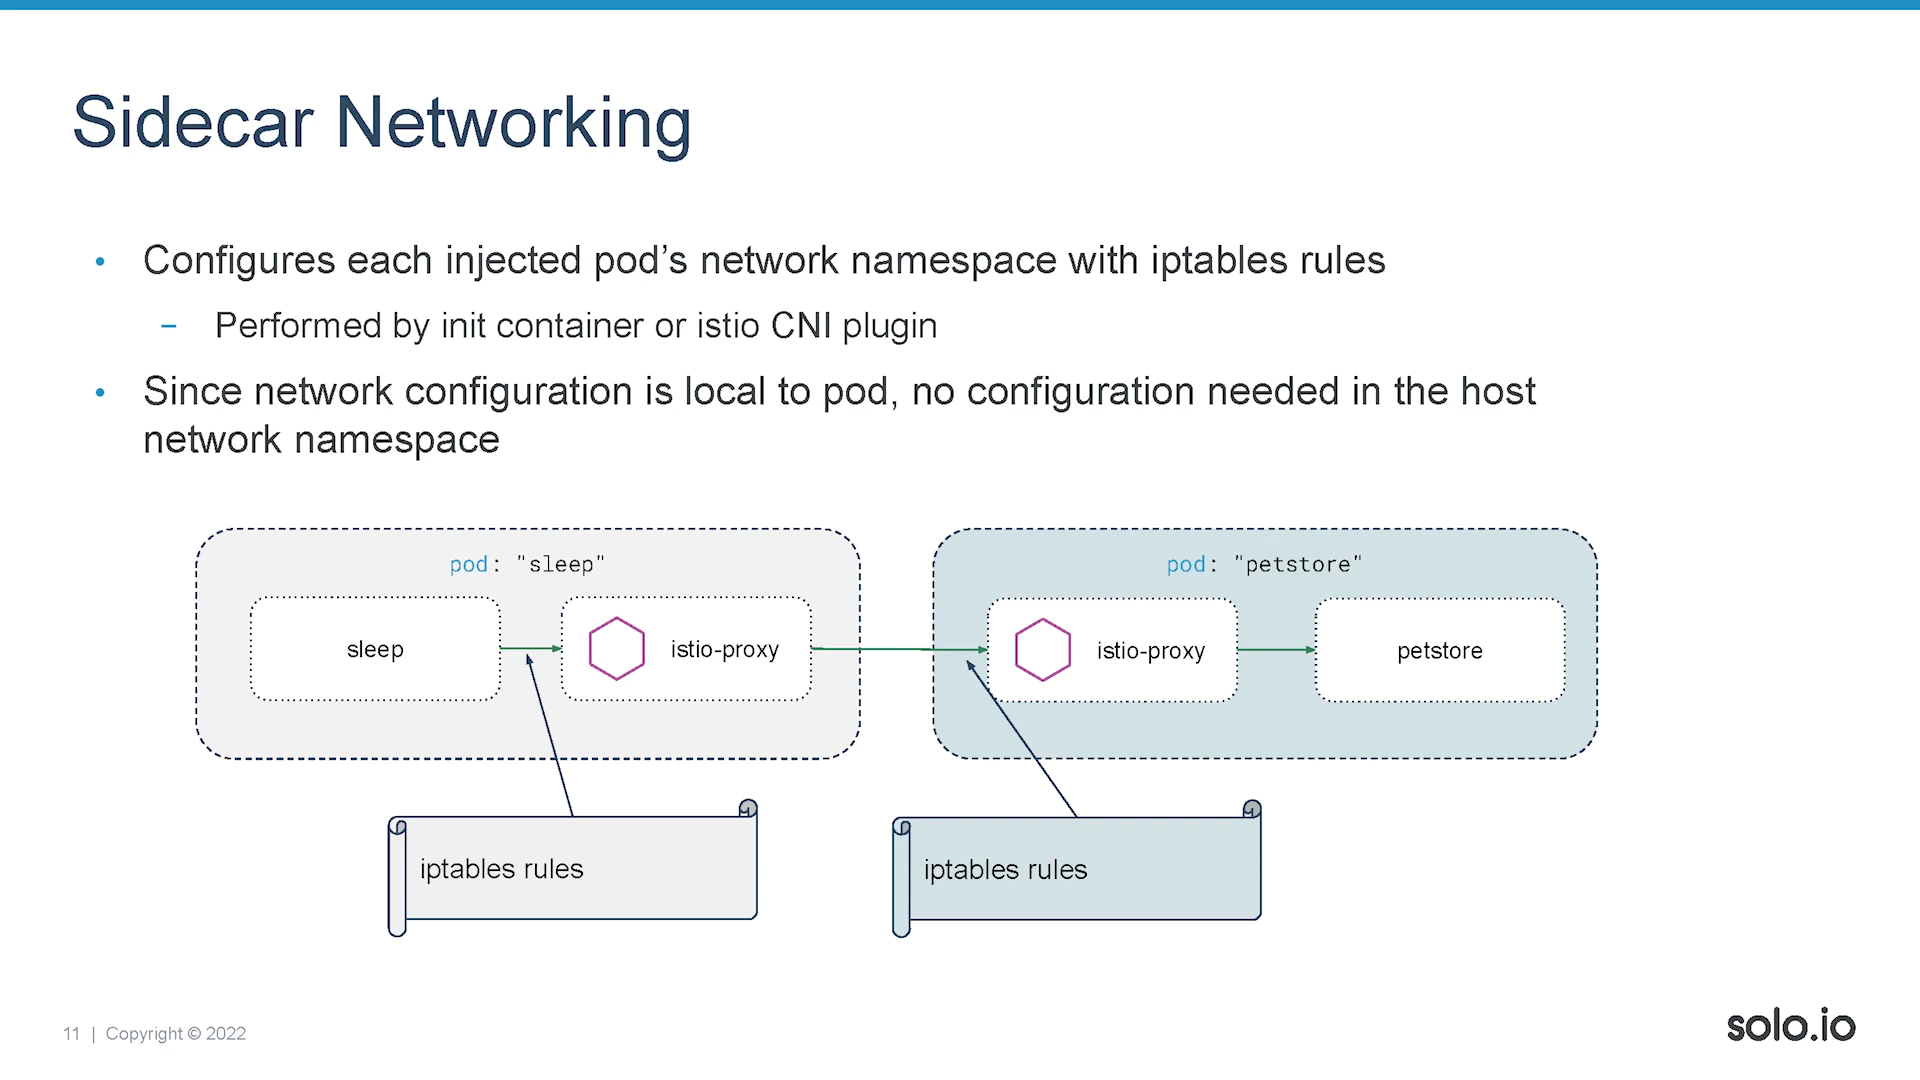 Sidecar Networking
• Configures each injected pod’s network namespace with iptables rules
− Performed by init container or istio CNI plugin
• Since network configuration is local to pod, no configuration needed in the host
network namespace
pod: "sleep"
sleep
istio-proxy
pod: "petstore"
istio-proxy
petstore
iptables rules
iptables rules
11 | Copyright © 2022
solo.io